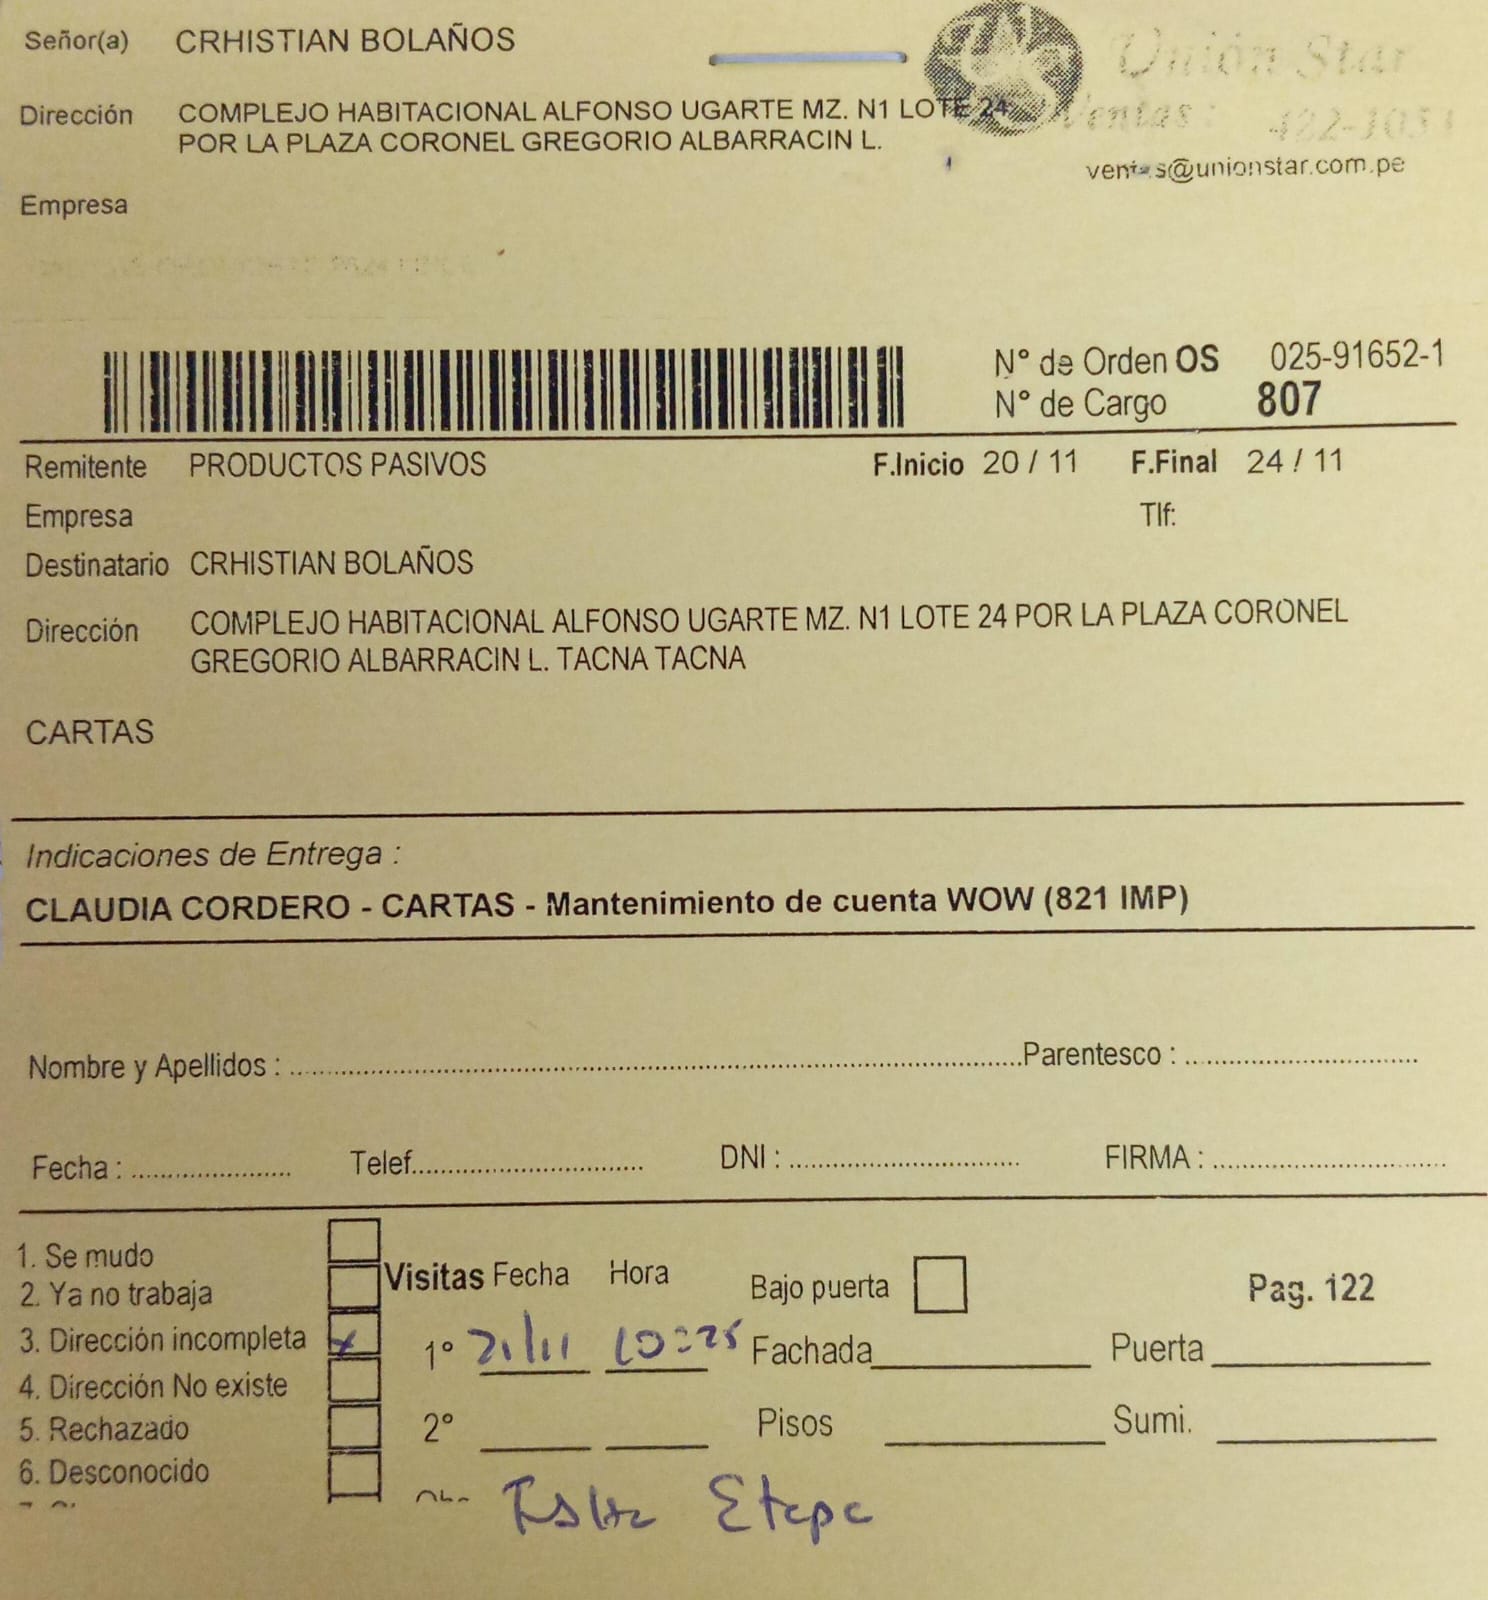 Señor(a) CRHISTIAN BOLAÑOS
Unión Star
Dirección COMPLEJO HABITACIONAL ALFONSO UGARTE MZ. N1 LOTE 24
Ventas :
POR LA PLAZA CORONEL GREGORIO ALBARRACIN L.
ventas@unionstar.com.pe
Empresa
N° de Orden OS 025-91652-1
N° de Cargo 807
Remitente PRODUCTOS PASIVOS F.Inicio 20 / 11 F.Final 24 / 11
Empresa Tlf:
Destinatario CRHISTIAN BOLAÑOS
Dirección COMPLEJO HABITACIONAL ALFONSO UGARTE MZ. N1 LOTE 24 POR LA PLAZA CORONEL
GREGORIO ALBARRACIN L. TACNA TACNA
CARTAS
Indicaciones de Entrega :
CLAUDIA CORDERO - CARTAS - Mantenimiento de cuenta WOW (821 IMP)
Nombre y Apellidos : Parentesco :
Fecha : Telef. DNI : FIRMA :
1. Se mudo
Visitas Fecha Hora Bajo puerta Pag. 122
2. Ya no trabaja
3. Dirección incompleta x 1° 21/11 10:25 Fachada Puerta
4. Dirección No existe
5. Rechazado 2° Pisos Sumi.
6. Desconocido
Falta Etapa